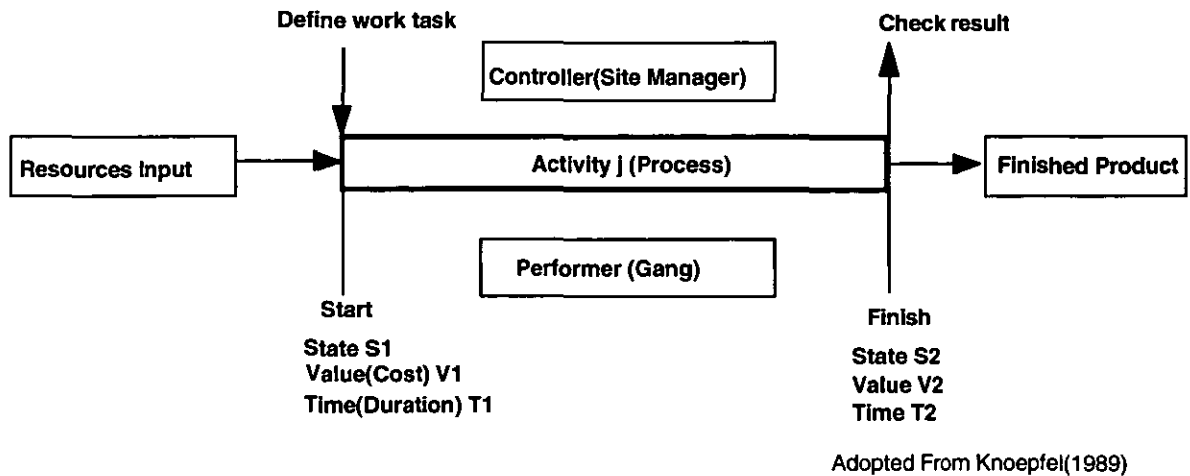 Define work task
Check result
Controller(Site Manager)
Resources Input
Activity j (Process)
Finished Product
Performer (Gang)
Start
State S1
Value(Cost) V1
Time(Duration) T1
Finish
State S2
Value V2
Time T2
Adopted From Knoepfel(1989)